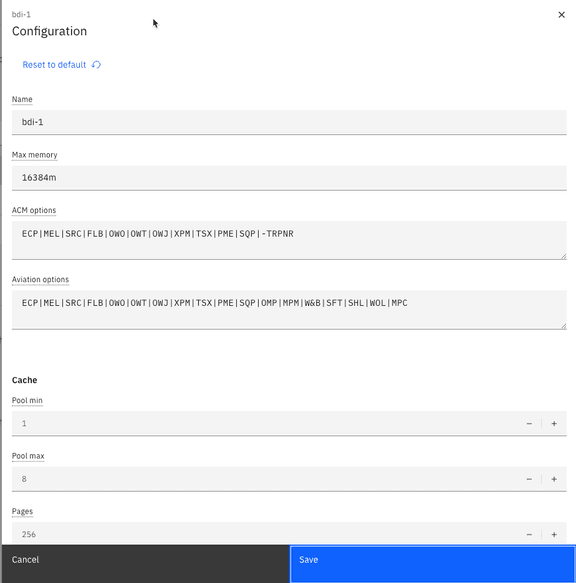 bdi-1
Configuration
Reset to default
Name
bdi-1
Max memory
16384m
ACM options
ECP|MEL|SRC|FLB|OWO|OWT|OWJ|XPM|TSX|PME|SQP|-TRPNR
Aviation options
ECP|MEL|SRC|FLB|OWO|OWT|OWJ|XPM|TSX|PME|SQP|OMP|MPM|W&B|SFT|SHL|WOL|MPC
Cache
Pool min
1
Pool max
8
Pages
256
Cancel
Save